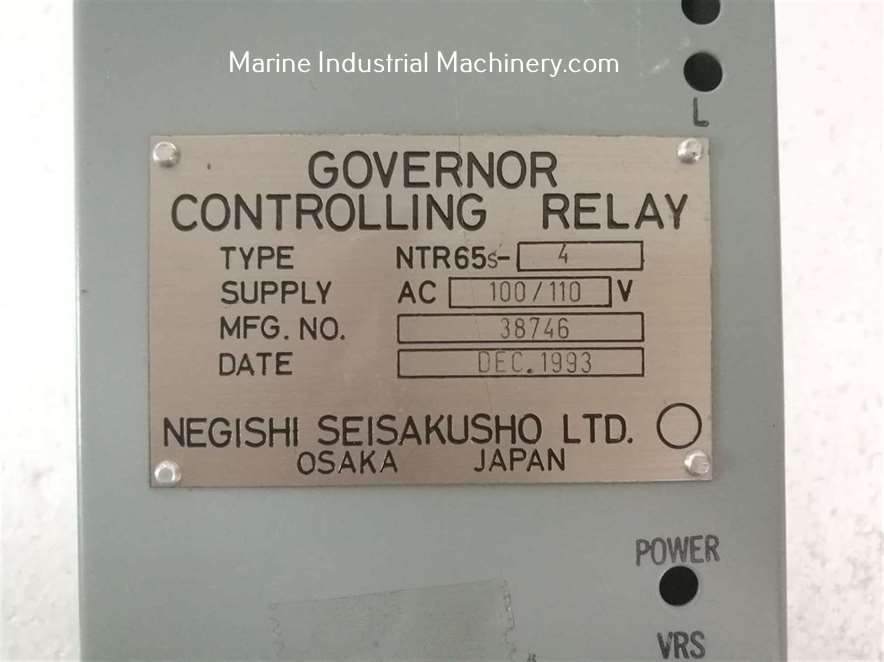 Marine Industrial Machinery.com
L
GOVERNOR
CONTROLLING RELAY
TYPE NTR65s- 4
SUPPLY AC 100/110 V
MFG. NO. 38746
DATE DEC. 1993
NEGISHI SEISAKUSHO LTD.
OSAKA JAPAN
POWER
VRS